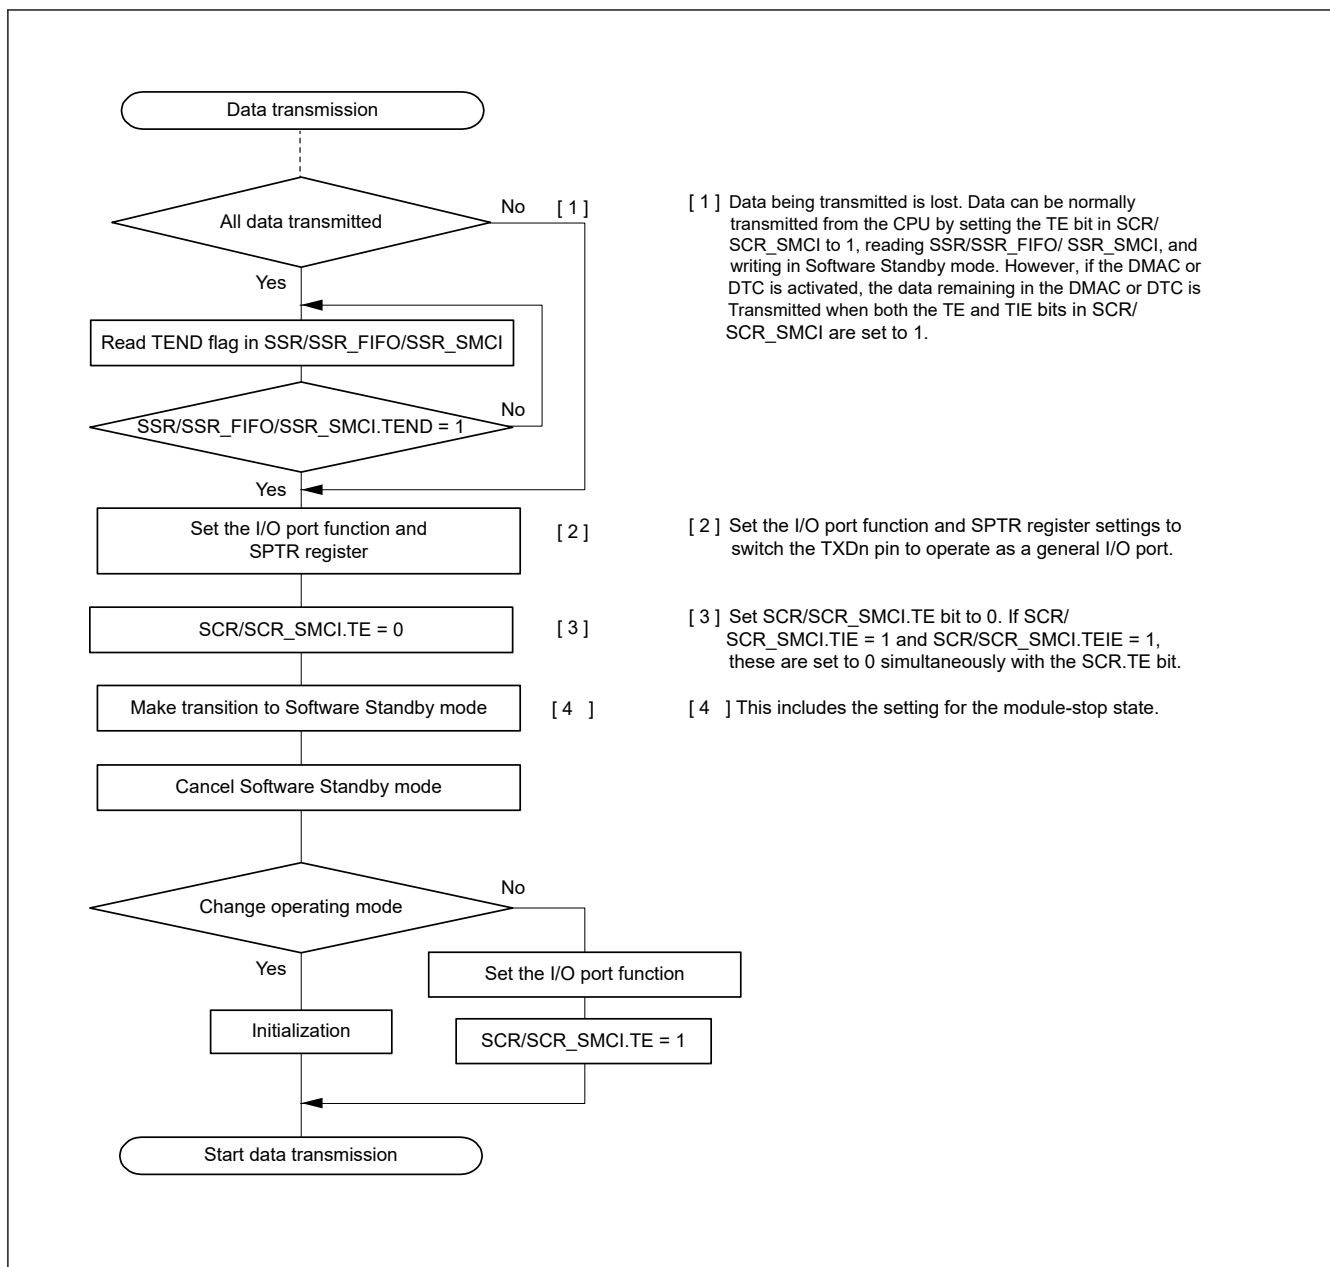 Data transmission
All data transmitted
No
[ 1 ]
Yes
Read TEND flag in SSR/SSR_FIFO/SSR_SMCI
No
SSR/SSR_FIFO/SSR_SMCI.TEND = 1
Yes
Set the I/O port function and
SPTR register
[ 2 ]
SCR/SCR_SMCI.TE = 0
[ 3 ]
Make transition to Software Standby mode
[ 4 ]
Cancel Software Standby mode
Change operating mode
No
Yes
Set the I/O port function
Initialization
SCR/SCR_SMCI.TE = 1
Start data transmission
[ 1 ] Data being transmitted is lost. Data can be normally
transmitted from the CPU by setting the TE bit in SCR/
SCR_SMCI to 1, reading SSR/SSR_FIFO/ SSR_SMCI, and
writing in Software Standby mode. However, if the DMAC or
DTC is activated, the data remaining in the DMAC or DTC is
Transmitted when both the TE and TIE bits in SCR/
SCR_SMCI are set to 1.
[ 2 ] Set the I/O port function and SPTR register settings to
switch the TXDn pin to operate as a general I/O port.
[ 3 ] Set SCR/SCR_SMCI.TE bit to 0. If SCR/
SCR_SMCI.TIE = 1 and SCR/SCR_SMCI.TEIE = 1,
these are set to 0 simultaneously with the SCR.TE bit.
[ 4 ] This includes the setting for the module-stop state.